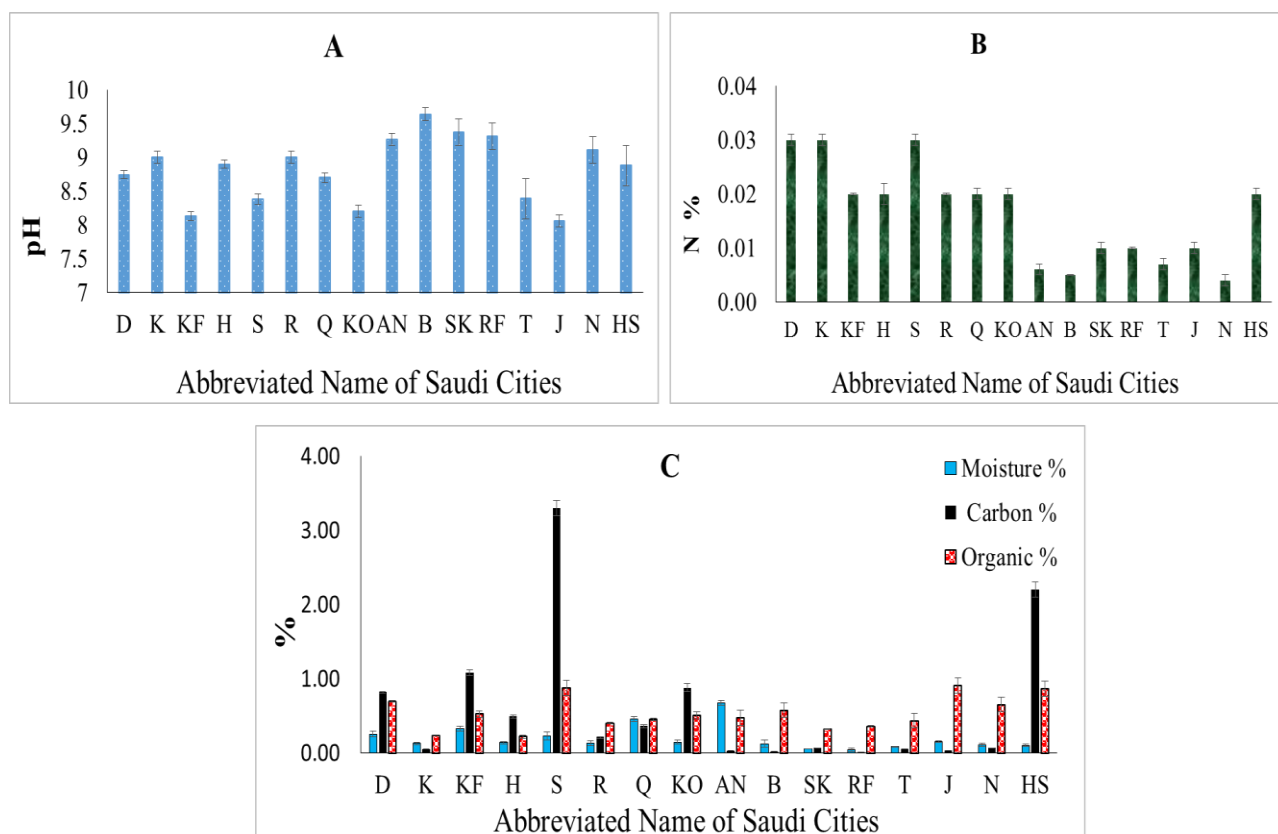 A
pH
10
9.5
9
8.5
8
7.5
7
D K KF H S R Q KO AN B SK RF T J N HS
Abbreviated Name of Saudi Cities
B
N %
0.04
0.03
0.02
0.01
0.00
D K KF H S R Q KO AN B SK RF T J N HS
Abbreviated Name of Saudi Cities
C
Moisture %
Carbon %
Organic %
%
4.00
3.00
2.00
1.00
0.00
D K KF H S R Q KO AN B SK RF T J N HS
Abbreviated Name of Saudi Cities